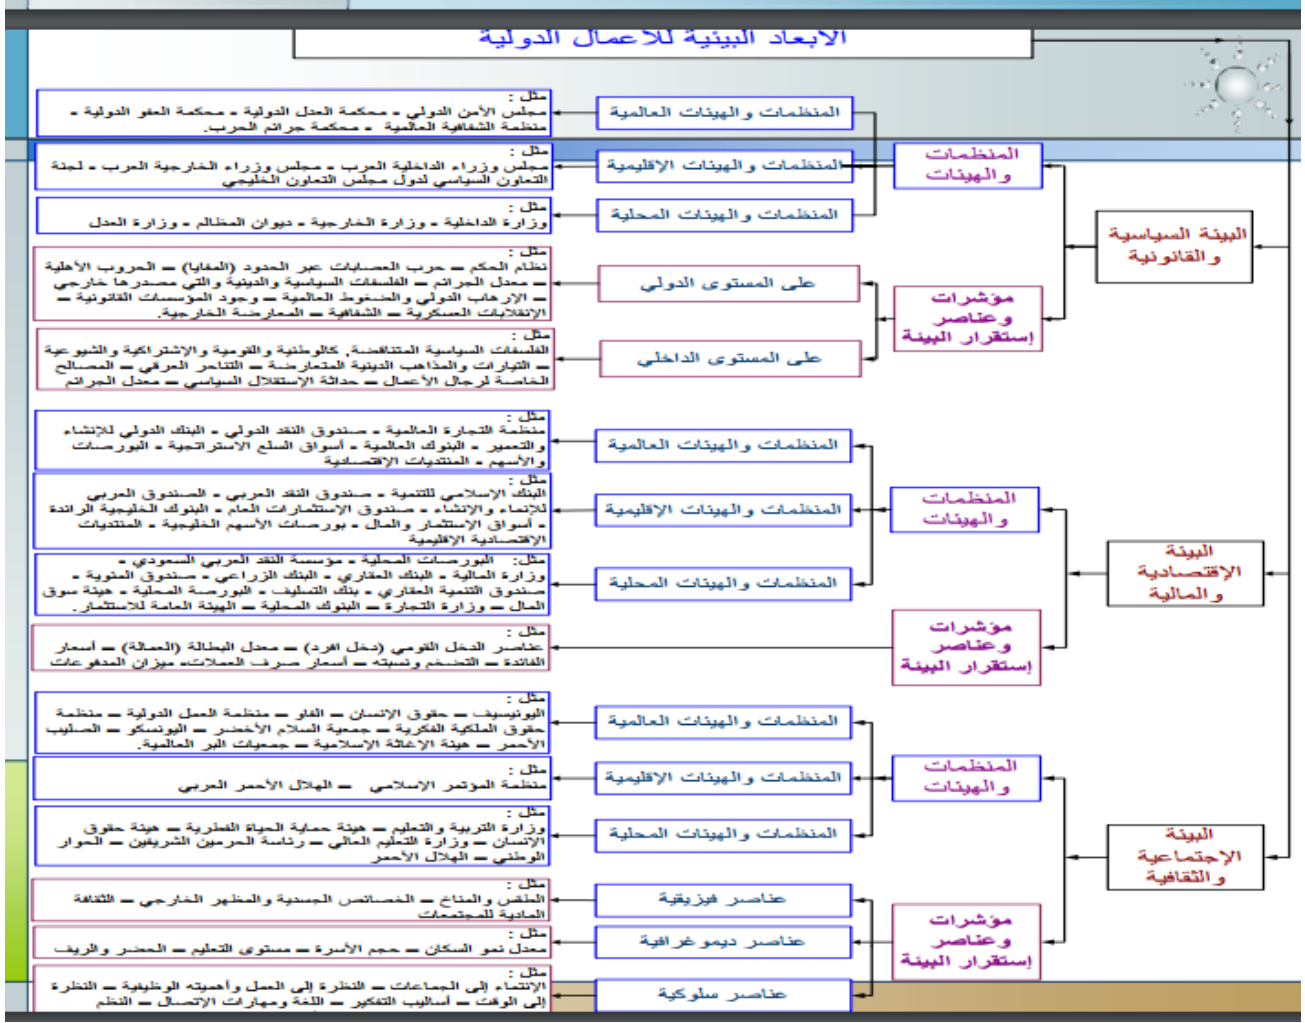 الأبعاد البيئية للأعمال الدولية
البيئة السياسية
والقانونية
المنظمات
والهيئات
المنظمات والهيئات العالمية
مثل :
مجلس الأمن الدولي - محكمة العدل الدولية - محكمة العفو الدولية -
منظمة الشفافية العالمية - محكمة جرائم الحرب.
المنظمات والهيئات الإقليمية
مثل :
مجلس وزراء الداخلية العرب - مجلس وزراء الخارجية العرب - لجنة
التعاون السياسي لدول مجلس التعاون الخليجي
المنظمات والهيئات المحلية
مثل :
وزارة الداخلية - وزارة الخارجية - ديوان المظالم - وزارة العدل
مؤشرات
وعناصر
إستقرار البيئة
على المستوى الدولي
مثل :
نظام الحكم – حرب العصابات عبر الحدود (المفايا) – الحروب الأهلية
– معدل الجرائم – الفلسفات السياسية والدينية والتي مصدرها خارجي
– الإرهاب الدولي والضغوط العالمية – وجود المؤسسات القانونية –
الإنقلابات العسكرية – الشفافية – المعارضة الخارجية.
على المستوى الداخلي
مثل :
الفلسفات السياسية المتناقضة, كالوطنية والقومية والإشتراكية والشيوعية
– التيارات والمذاهب الدينية المتعارضة – التناحر العرقي – المصالح
الخاصة لرجال الأعمال – حداثة الإستقلال السياسي – معدل الجرائم
البيئة
الإقتصادية
والمالية
المنظمات
والهيئات
المنظمات والهيئات العالمية
مثل :
منظمة التجارة العالمية - صندوق النقد الدولي - البنك الدولي للإنشاء
والتعمير - البنوك العالمية - أسواق السلع الاستراتجية - البورصات
والأسهم - المنتديات الإقتصادية
المنظمات والهيئات الإقليمية
مثل :
البنك الإسلامي للتنمية - صندوق النقد العربي - الصندوق العربي
للإنماء والإنشاء - صندوق الإستثمارات العام - البنوك الخليجية الرائدة
- أسواق الإستثمار والمال - بورصات الأسهم الخليجية - المنتديات
الإقتصادية الإقليمية
المنظمات والهيئات المحلية
مثل: البورصات المحلية - مؤسسة النقد العربي السعودي -
وزارة المالية - البنك العقاري - البنك الزراعي - صندوق المئوية -
صندوق التنمية العقاري - بنك التسليف - البورصة المحلية - هيئة سوق
المال – وزارة التجارة – البنوك المحلية – الهيئة العامة للاستثمار.
مؤشرات
وعناصر
إستقرار البيئة
مثل :
عناصر الدخل القومي (دخل افرد) – معدل البطالة (العمالة) – أسعار
الفائدة – التضخم ونسبته – أسعار صرف العملات- ميزان المدفوعات
البيئة
الإجتماعية
والثقافية
المنظمات
والهيئات
المنظمات والهيئات العالمية
مثل :
اليونيسيف – حقوق الإنسان – الفاو – منظمة العمل الدولية – منظمة
حقوق الملكية الفكرية – جمعية السلام الأخضر – اليونسكو – الصليب
الأحمر – هيئة الإغاثة الإسلامية – جمعيات البر العالمية.
المنظمات والهيئات الإقليمية
مثل :
منظمة المؤتمر الإسلامي – الهلال الأحمر العربي
المنظمات والهيئات المحلية
مثل :
وزارة التربية والتعليم – هيئة حماية الحياة الفطرية – هيئة حقوق
الإنسان – وزارة التعليم العالي – رئاسة الحرمين الشريفين – الحوار
الوطني – الهلال الأحمر
مؤشرات
وعناصر
إستقرار البيئة
عناصر فيزيقية
مثل :
الطقس والمناخ – الخصائص الجسدية والمظهر الخارجي – الثقافة
المادية للمجتمعات
عناصر ديموغرافية
مثل :
معدل نمو السكان – حجم الأسرة – مستوى التعليم – الحضر والريف
عناصر سلوكية
مثل :
الإنتماء إلى الجماعات – النظرة إلى العمل وأهميته الوظيفية – النظرة
إلى الوقت – أساليب التفكير – اللغة ومهارات الإتصال – النظم